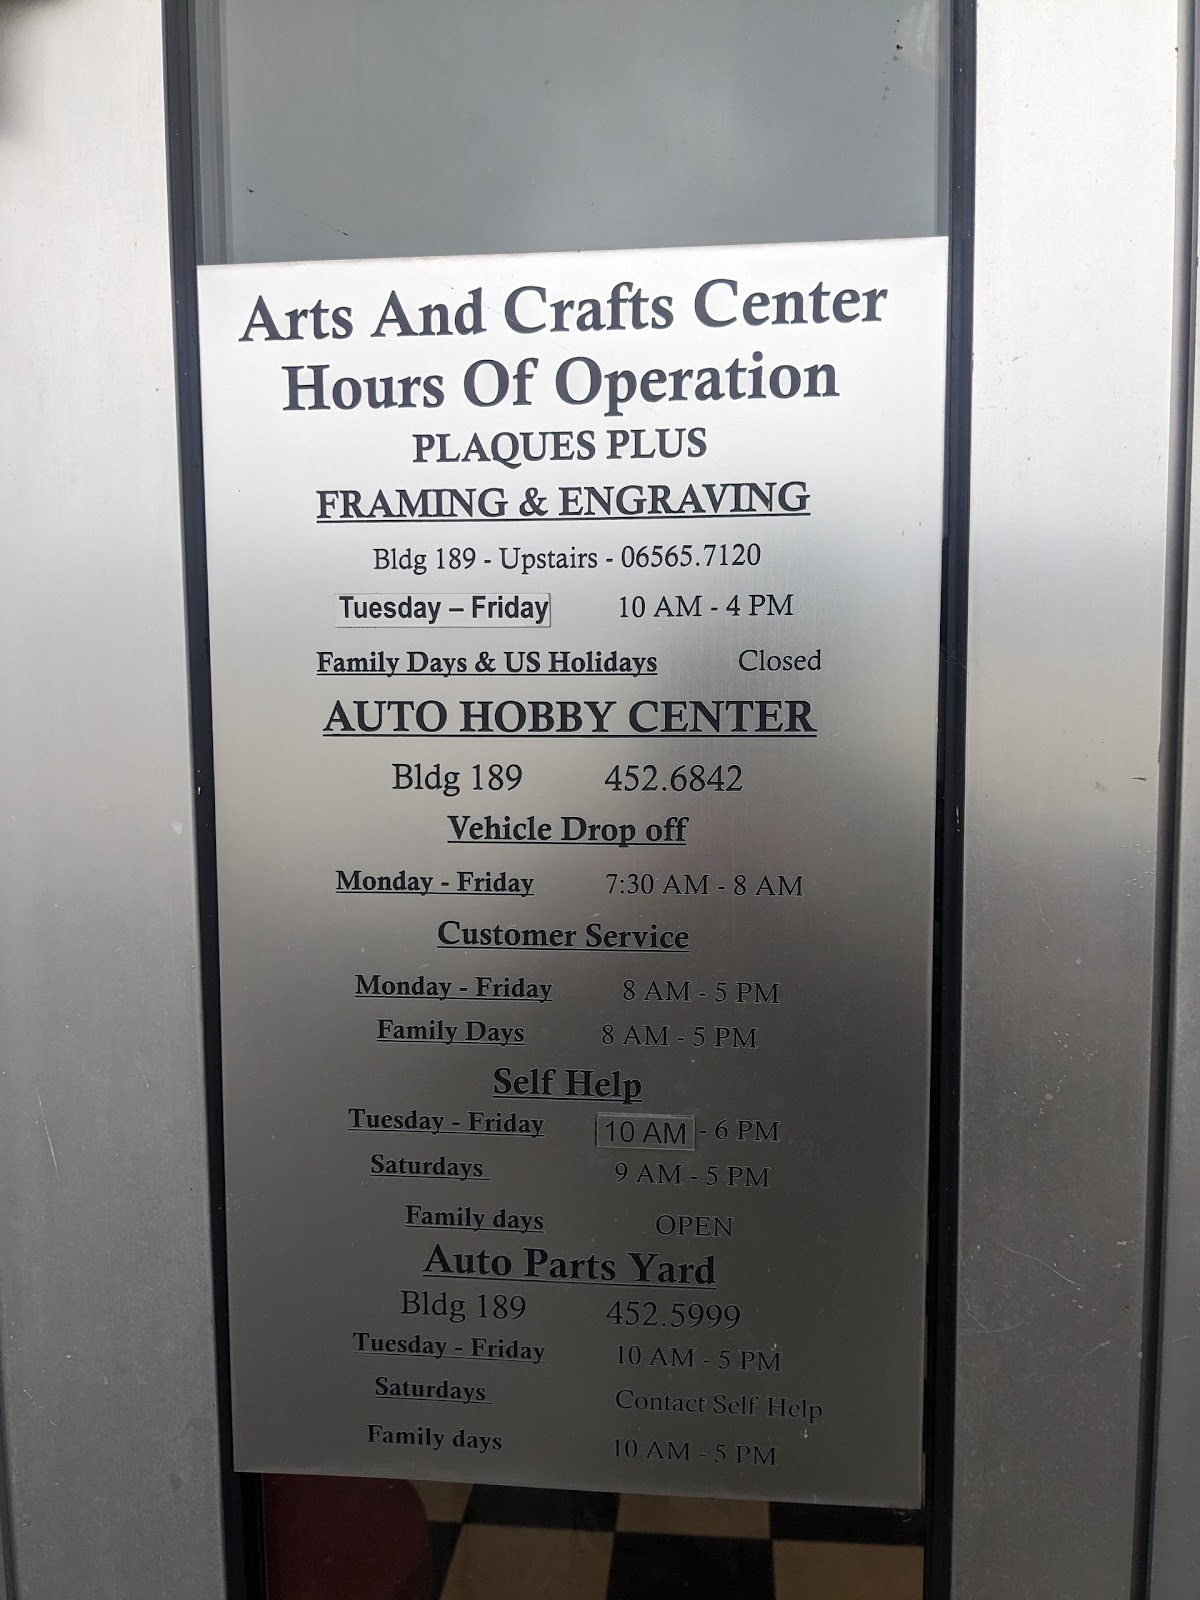 Arts And Crafts Center
Hours Of Operation
PLAQUES PLUS
FRAMING & ENGRAVING
Bldg 189 - Upstairs - 06565.7120
Tuesday – Friday 10 AM - 4 PM
Family Days & US Holidays Closed
AUTO HOBBY CENTER
Bldg 189 452.6842
Vehicle Drop off
Monday - Friday 7:30 AM - 8 AM
Customer Service
Monday - Friday 8 AM - 5 PM
Family Days 8 AM - 5 PM
Self Help
Tuesday - Friday 10 AM - 6 PM
Saturdays 9 AM - 5 PM
Family days OPEN
Auto Parts Yard
Bldg 189 452.5999
Tuesday - Friday 10 AM - 5 PM
Saturdays Contact Self Help
Family days 10 AM - 5 PM